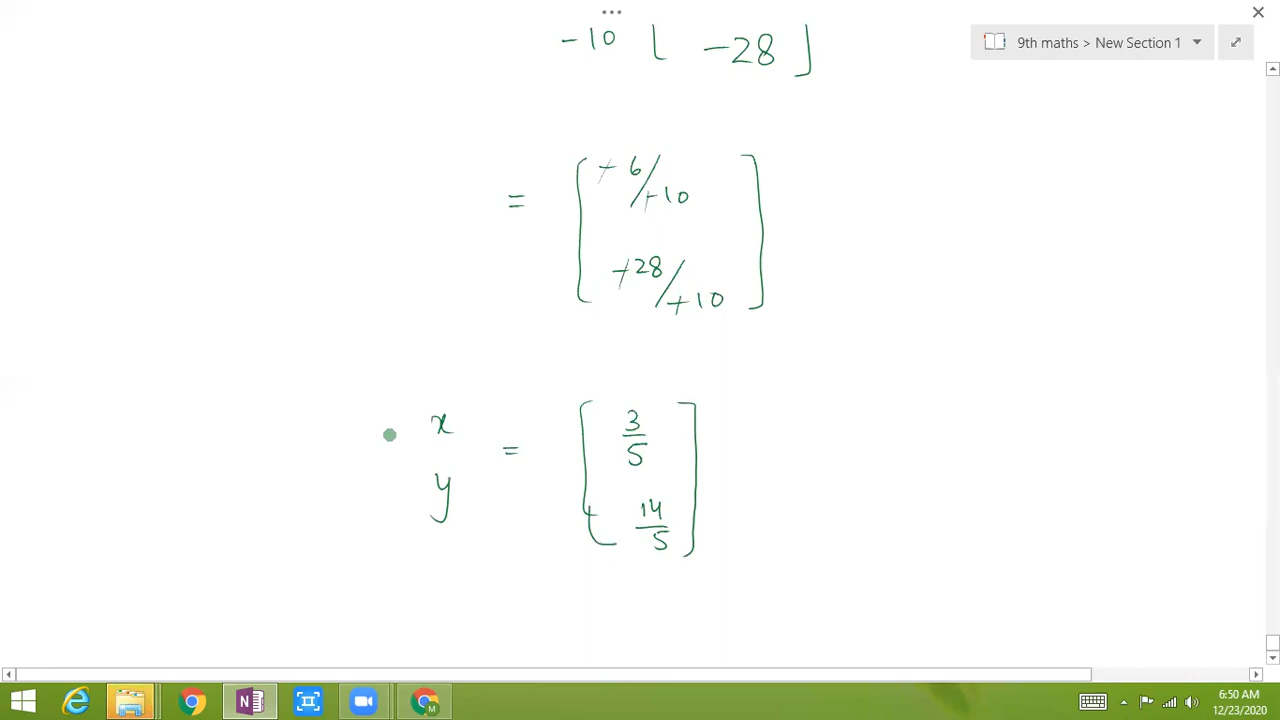 ...
9th maths > New Section 1
-10 [ -28 ]
= [ +6/+10
+28/+10 ]
x = [ 3/5
y 14/5 ]
6:50 AM
12/23/2020